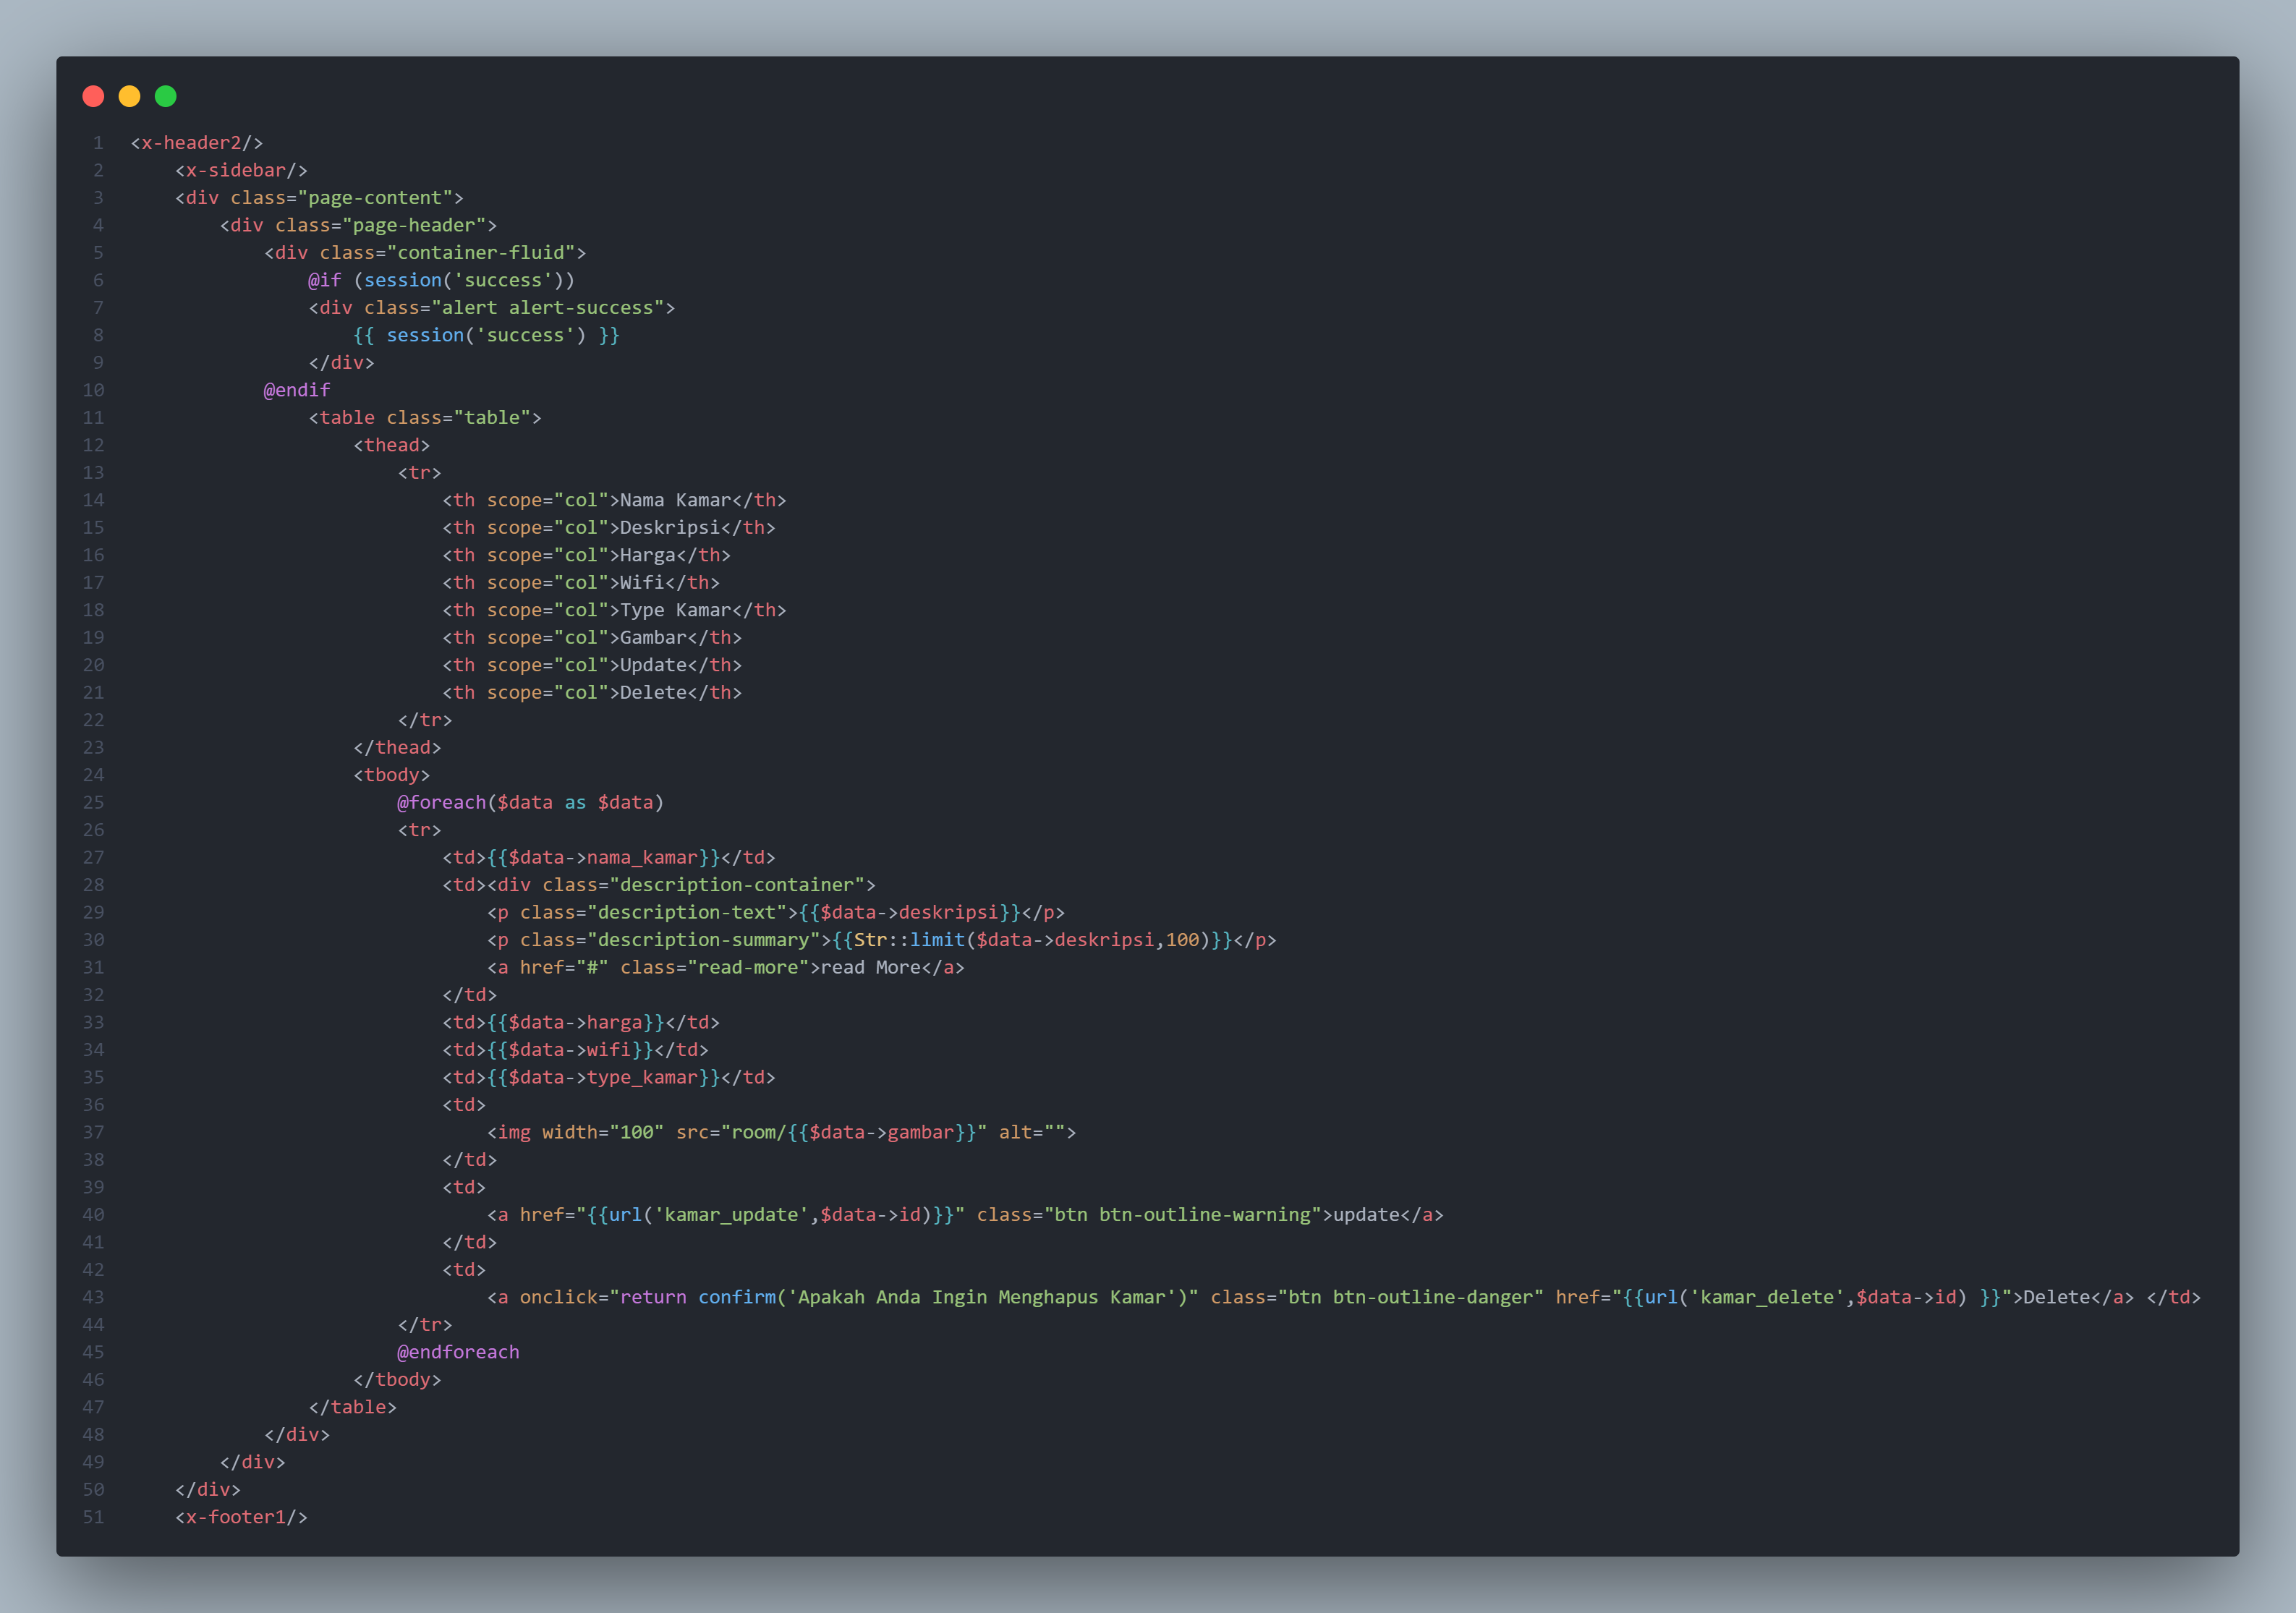 1 <x-header2/>
2     <x-sidebar/>
3     <div class="page-content">
4         <div class="page-header">
5             <div class="container-fluid">
6                 @if (session('success'))
7                 <div class="alert alert-success">
8                     {{ session('success') }}
9                 </div>
10             @endif
11                 <table class="table">
12                     <thead>
13                         <tr>
14                             <th scope="col">Nama Kamar</th>
15                             <th scope="col">Deskripsi</th>
16                             <th scope="col">Harga</th>
17                             <th scope="col">Wifi</th>
18                             <th scope="col">Type Kamar</th>
19                             <th scope="col">Gambar</th>
20                             <th scope="col">Update</th>
21                             <th scope="col">Delete</th>
22                         </tr>
23                     </thead>
24                     <tbody>
25                         @foreach($data as $data)
26                         <tr>
27                             <td>{{$data->nama_kamar}}</td>
28                             <td><div class="description-container">
29                                 <p class="description-text">{{$data->deskripsi}}</p>
30                                 <p class="description-summary">{{Str::limit($data->deskripsi,100)}}</p>
31                                 <a href="#" class="read-more">read More</a>
32                             </td>
33                             <td>{{$data->harga}}</td>
34                             <td>{{$data->wifi}}</td>
35                             <td>{{$data->type_kamar}}</td>
36                             <td>
37                                 <img width="100" src="room/{{$data->gambar}}" alt="">
38                             </td>
39                             <td>
40                                 <a href="{{url('kamar_update',$data->id)}}" class="btn btn-outline-warning">update</a>
41                             </td>
42                             <td>
43                                 <a onclick="return confirm('Apakah Anda Ingin Menghapus Kamar')" class="btn btn-outline-danger" href="{{url('kamar_delete',$data->id) }}">Delete</a> </td>
44                         </tr>
45                         @endforeach
46                     </tbody>
47                 </table>
48             </div>
49         </div>
50     </div>
51     <x-footer1/>